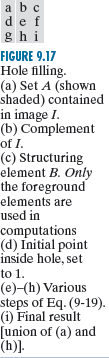 a b c
d e f
g h i
FIGURE 9.17
Hole filling.
(a) Set A (shown
shaded) contained
in image I.
(b) Complement
of I.
(c) Structuring
element B. Only
the foreground
elements are
used in
computations
(d) Initial point
inside hole, set
to 1.
(e)–(h) Various
steps of Eq. (9-19).
(i) Final result
[union of (a) and
(h)].